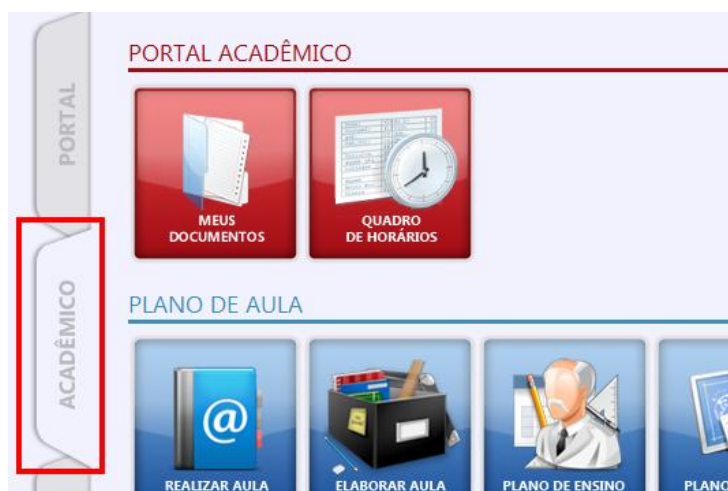 PORTAL
ACADÊMICO
PORTAL ACADÊMICO
MEUS
DOCUMENTOS
QUADRO
DE HORÁRIOS
PLANO DE AULA
@
REALIZAR AULA
ELABORAR AULA
PLANO DE ENSINO